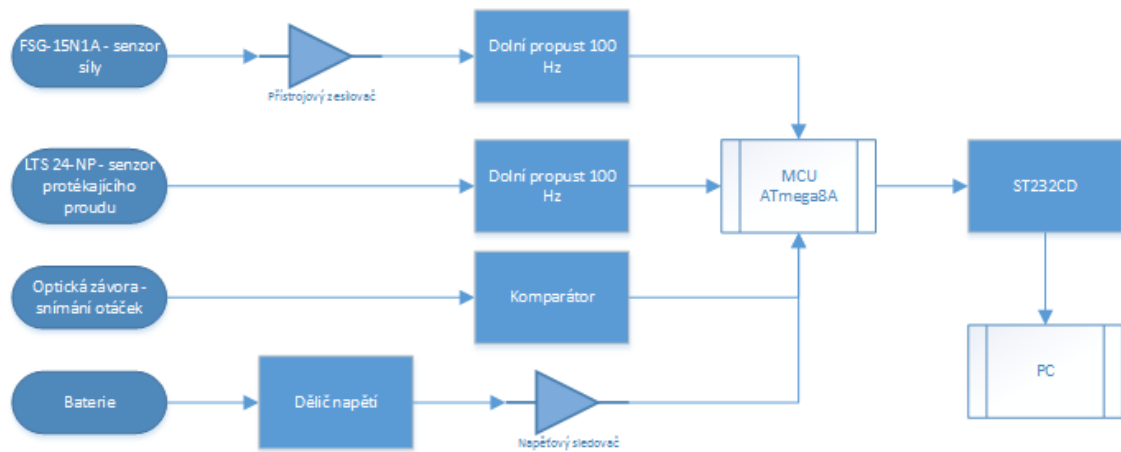 FSG-15N1A - senzor
síly
Přístrojový zesilovač
Dolní propust 100
Hz
LTS 24-NP - senzor
protékajícího
proudu
Dolní propust 100
Hz
MCU
ATmega8A
ST232CD
Optická závora -
snímání otáček
Komparátor
PC
Baterie
Dělič napětí
Napěťový sledovač